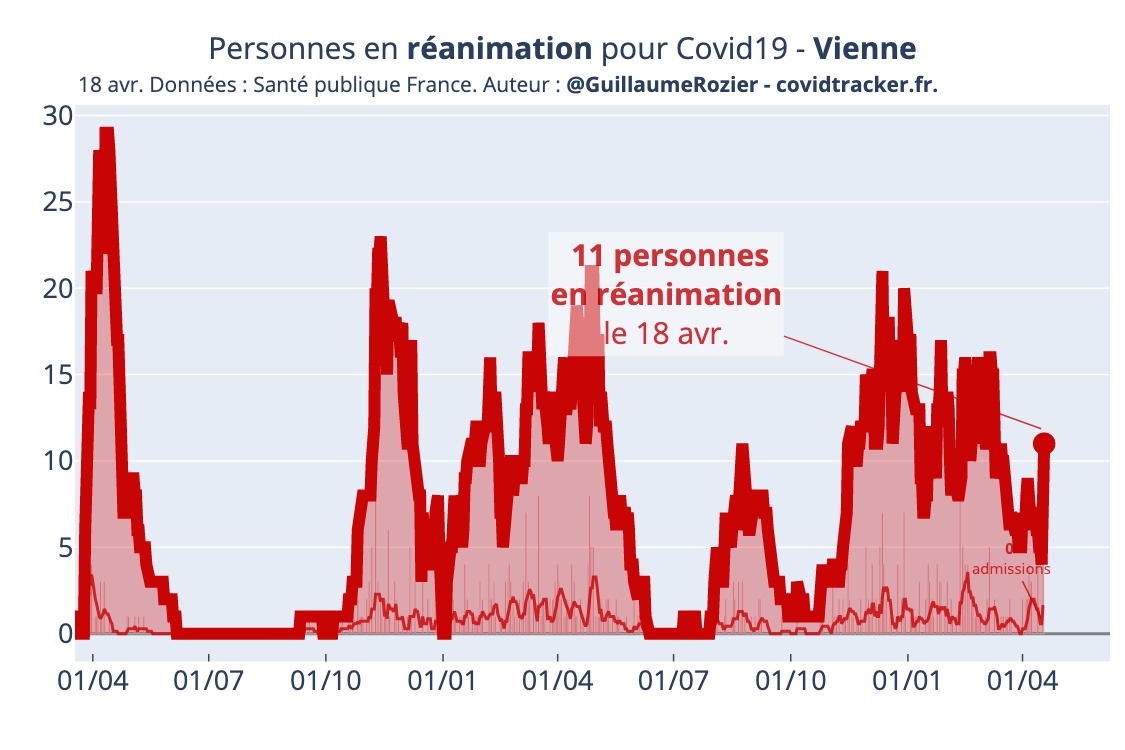 Personnes en réanimation pour Covid19 - Vienne
18 avr. Données : Santé publique France. Auteur : @GuillaumeRozier - covidtracker.fr.
30
25
20
15
10
5
0
11 personnes
en réanimation
le 18 avr.
0
admissions
01/04
01/07
01/10
01/01
01/04
01/07
01/10
01/01
01/04